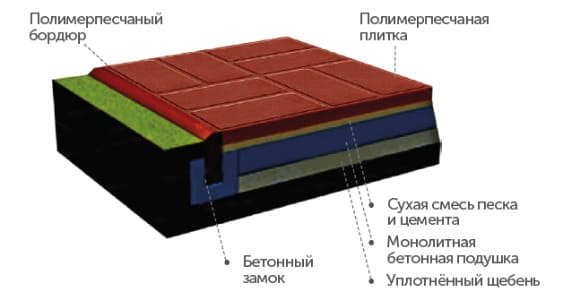 Полимерпесчаный
бордюр
Полимерпесчаная
плитка
Сухая смесь песка
и цемента
Монолитная
бетонная подушка
Уплотнённый щебень
Бетонный
замок